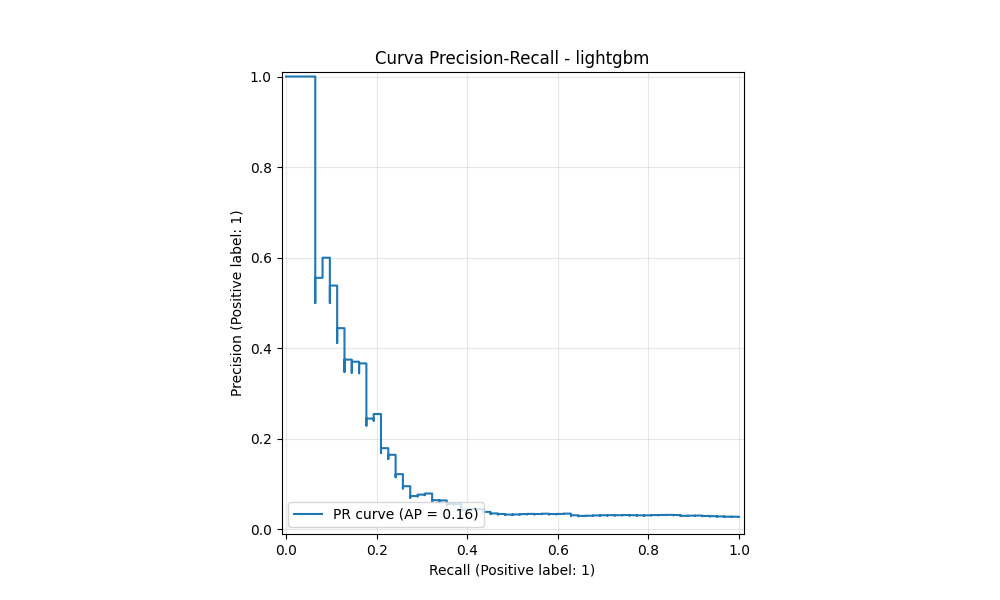 Curva Precision-Recall - lightgbm
Precision (Positive label: 1)
1.0
0.8
0.6
0.4
0.2
0.0
PR curve (AP = 0.16)
0.0 0.2 0.4 0.6 0.8 1.0
Recall (Positive label: 1)